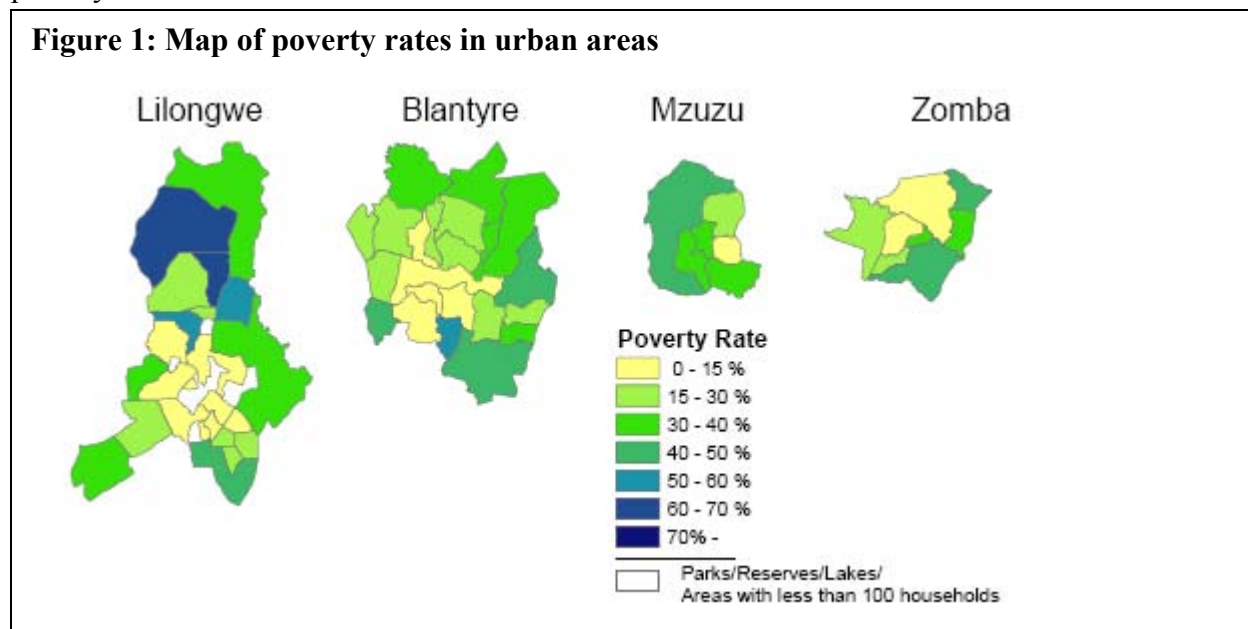 Figure 1: Map of poverty rates in urban areas
Lilongwe Blantyre Mzuzu Zomba
Poverty Rate
0 - 15 %
15 - 30 %
30 - 40 %
40 - 50 %
50 - 60 %
60 - 70 %
70% -
Parks/Reserves/Lakes/
Areas with less than 100 households